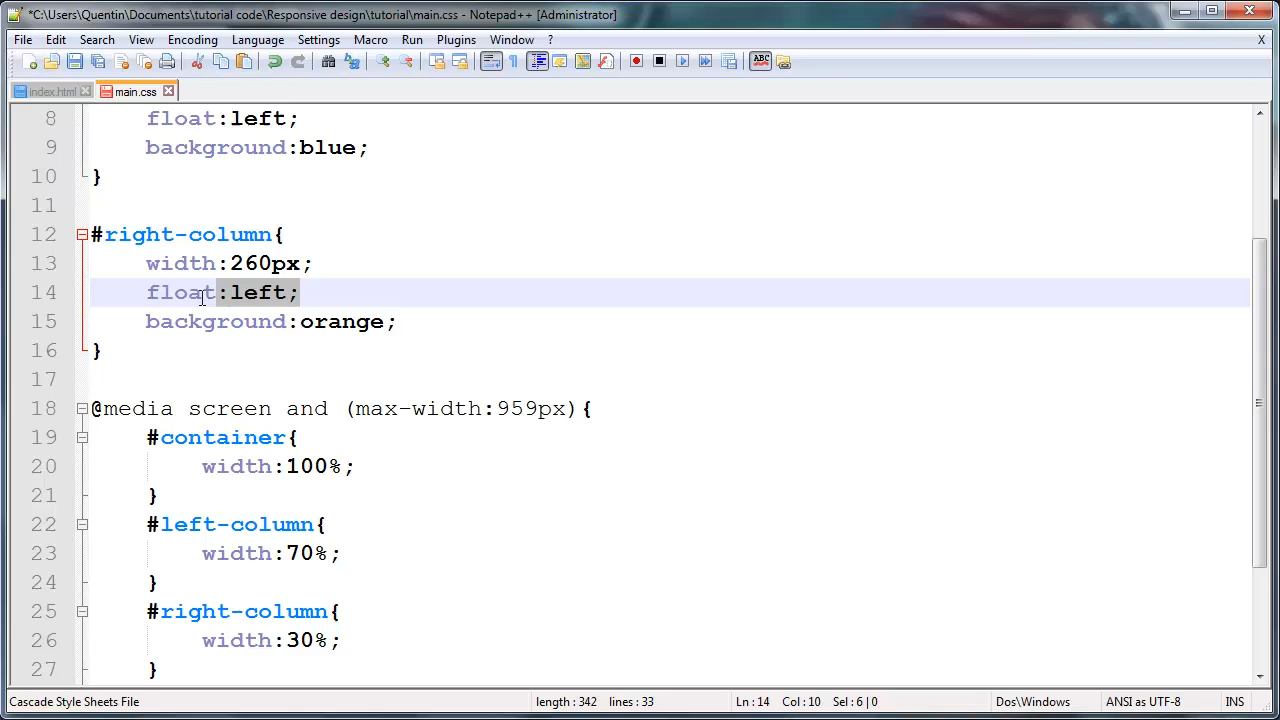 *C:\Users\Quentin\Documents\tutorial code\Responsive design\tutorial\main.css - Notepad++ [Administrator]
File Edit Search View Encoding Language Settings Macro Run Plugins Window ? X
ABC
index.html main.css
8 float:left;
9 background:blue;
10 }
11
12 #right-column{
13 width:260px;
14 float:left;
15 background:orange;
16 }
17
18 @media screen and (max-width:959px){
19 #container{
20 width:100%;
21 }
22 #left-column{
23 width:70%;
24 }
25 #right-column{
26 width:30%;
27 }
Cascade Style Sheets File length : 342 lines : 33 Ln : 14 Col : 10 Sel : 6 | 0 Dos\Windows ANSI as UTF-8 INS